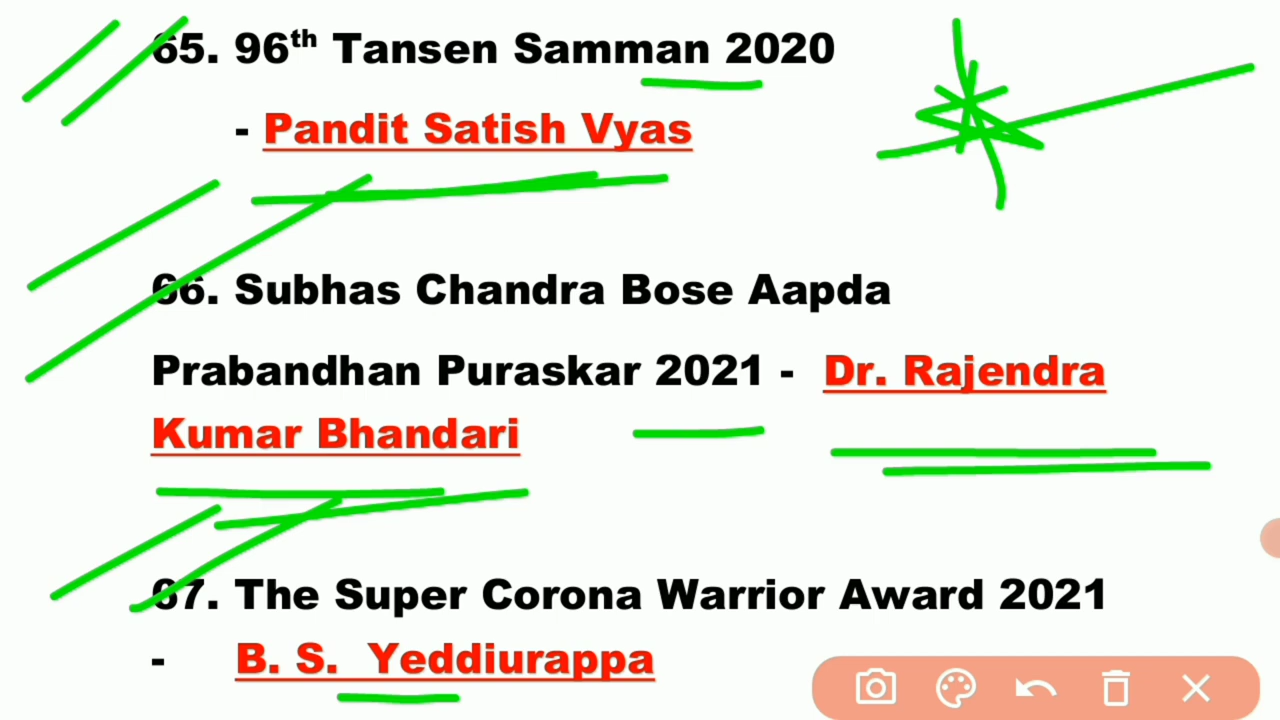 65. 96th Tansen Samman 2020
- Pandit Satish Vyas
66. Subhas Chandra Bose Aapda
Prabandhan Puraskar 2021 - Dr. Rajendra
Kumar Bhandari
67. The Super Corona Warrior Award 2021
- B. S. Yeddiurappa